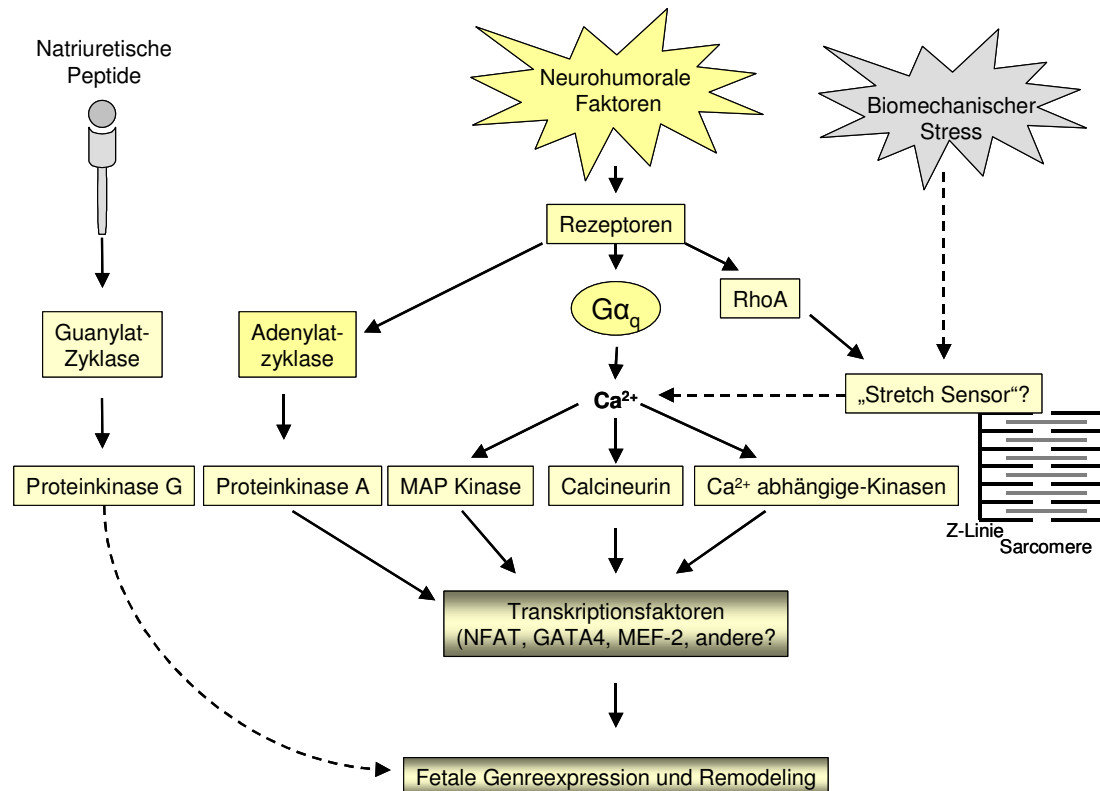 Natriuretische
Peptide
Neurohumorale
Faktoren
Biomechanischer
Stress
Rezeptoren
RhoA
Gαq
Guanylat-
Zyklase
Adenylat-
zyklase
Ca²⁺
„Stretch Sensor“?
Proteinkinase G
Proteinkinase A
MAP Kinase
Calcineurin
Ca²⁺ abhängige-Kinasen
Z-Linie
Sarcomere
Transkriptionsfaktoren
(NFAT, GATA4, MEF-2, andere?
Fetale Genreexpression und Remodeling